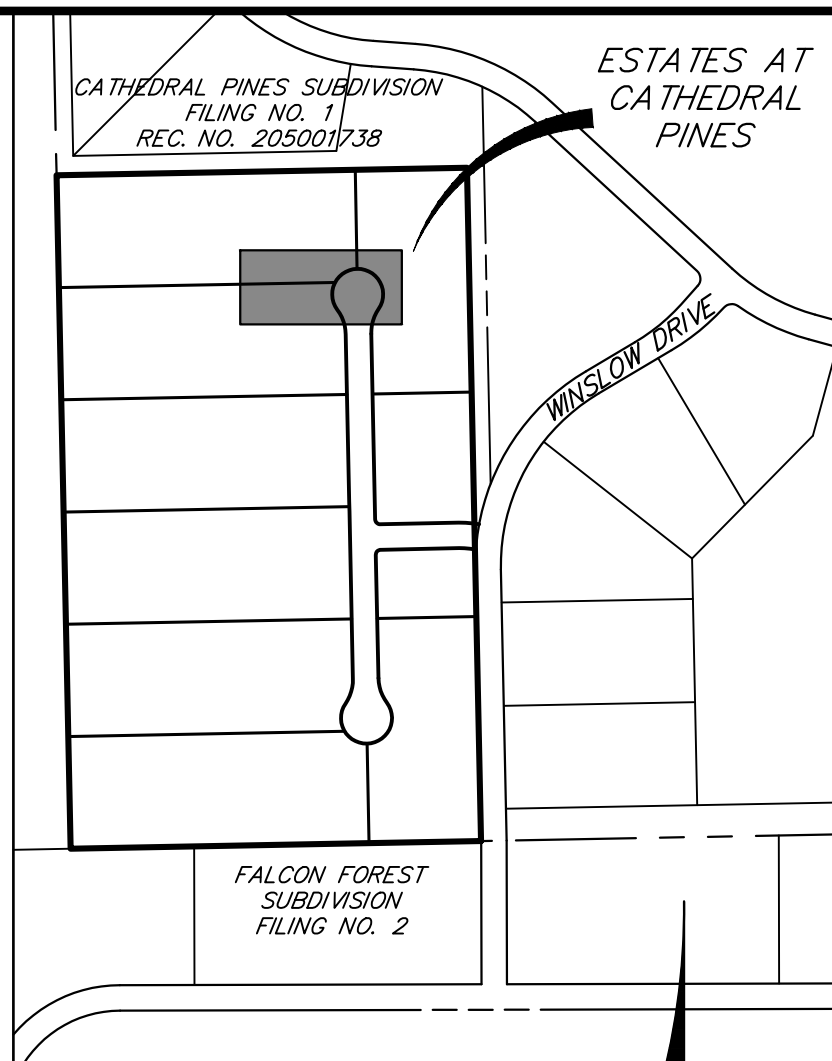 CATHEDRAL PINES SUBDIVISION
FILING NO. 1
REC. NO. 205001738
ESTATES AT
CATHEDRAL
PINES
WINSLOW DRIVE
FALCON FOREST
SUBDIVISION
FILING NO. 2